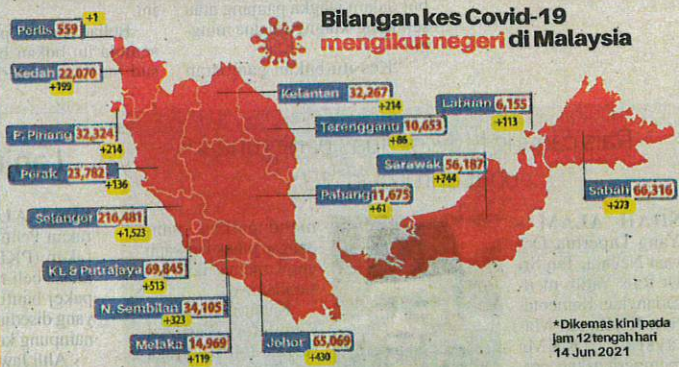 Bilangan kes Covid-19
mengikut negeri di Malaysia
Perlis 559
+1
Kedah 22,070
+199
P. Pinang 32,324
+214
Perak 23,782
+136
Selangor 216,481
+1,523
KL & Putrajaya 69,845
+513
N. Sembilan 34,105
+323
Melaka 14,969
+119
Johor 65,069
+430
Kelantan 32,267
+214
Terengganu 10,653
+86
Pahang 11,675
+61
Labuan 6,155
+113
Sarawak 56,187
+744
Sabah 66,316
+273
*Dikemas kini pada
jam 12 tengah hari
14 Jun 2021